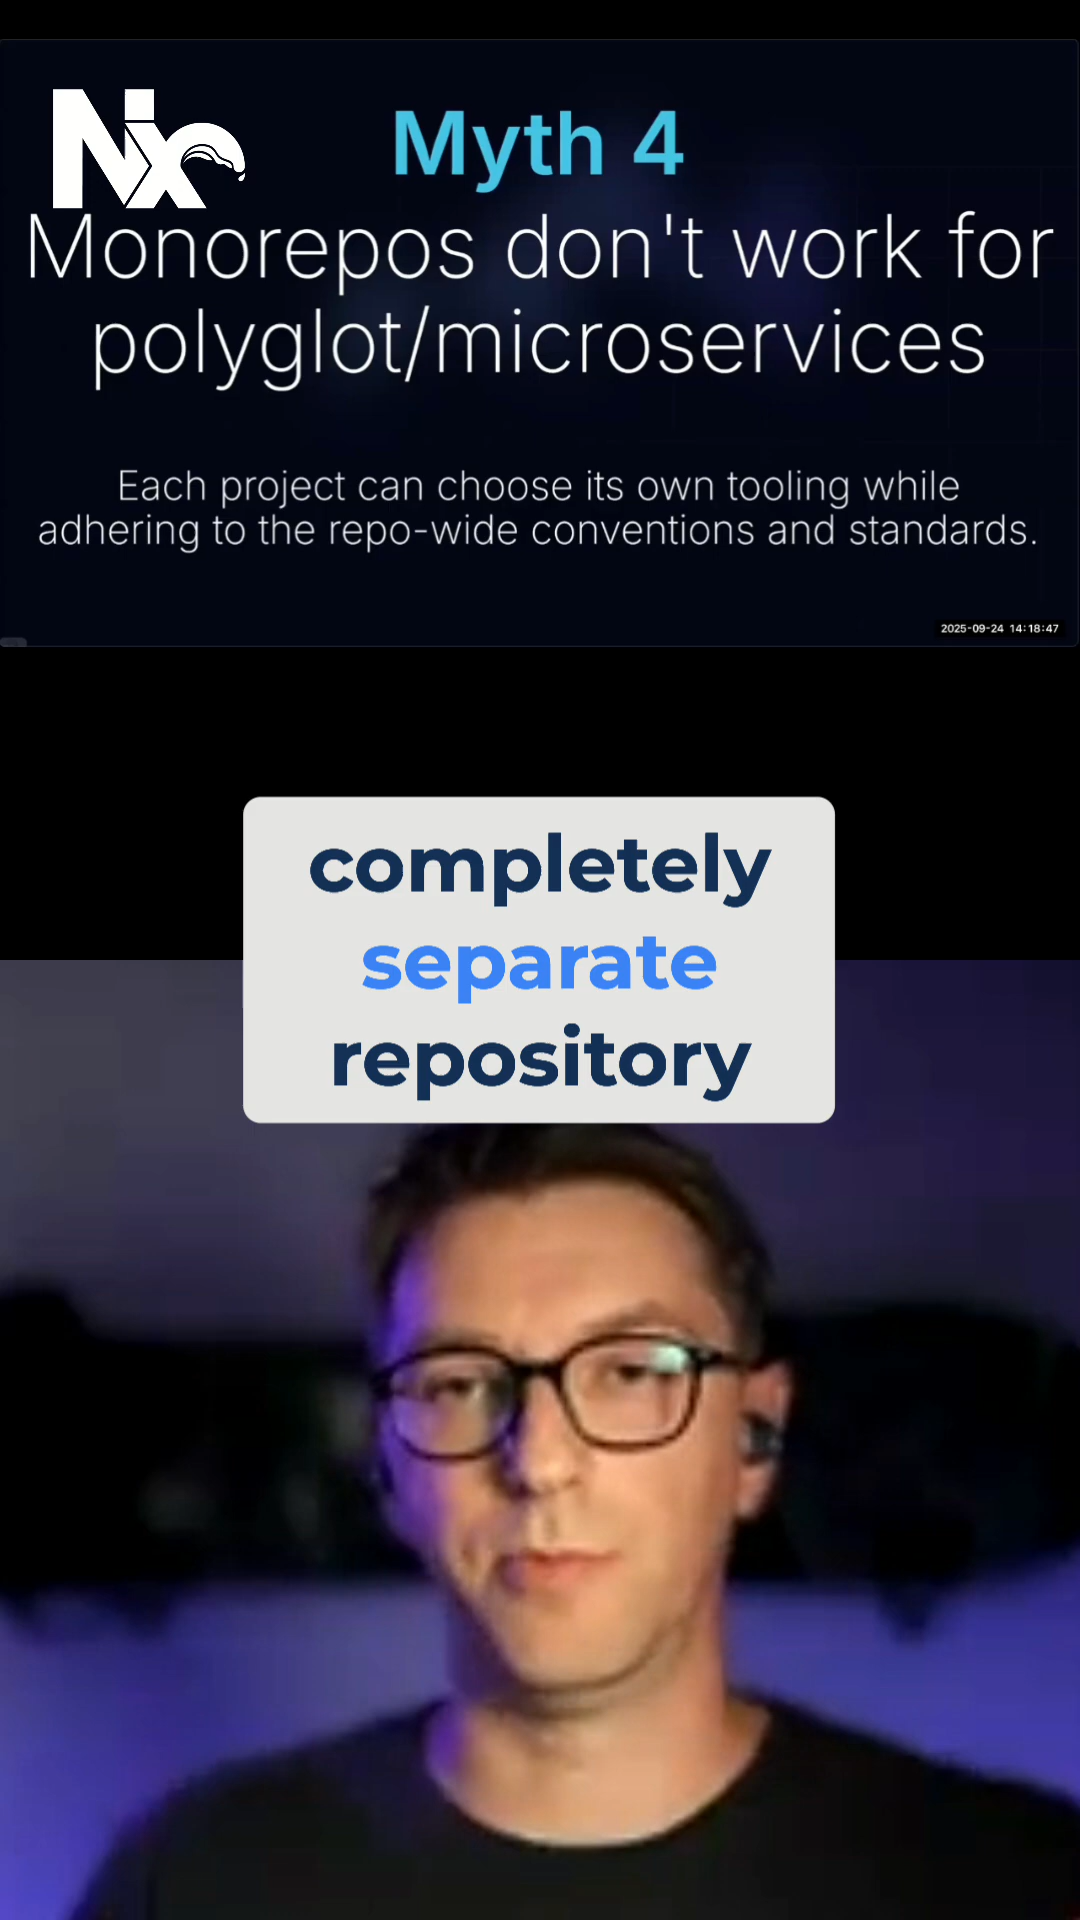 Nx
Myth 4
Monorepos don't work for
polyglot/microservices
Each project can choose its own tooling while
adhering to the repo-wide conventions and standards.
2025-09-24 14:18:47
completely
separate
repository